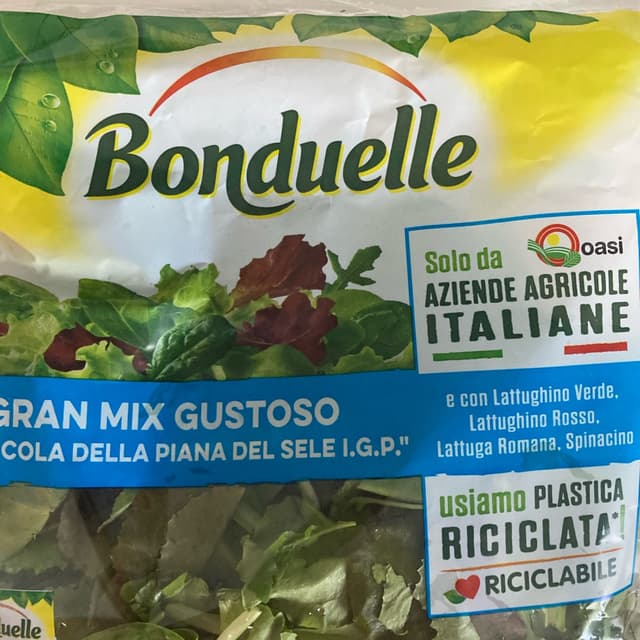 Bonduelle
oasi
Solo da
AZIENDE AGRICOLE
ITALIANE
GRAN MIX GUSTOSO
COLA DELLA PIANA DEL SELE I.G.P."
e con Lattughino Verde,
Lattughino Rosso,
Lattuga Romana, Spinacino
usiamo PLASTICA
RICICLATA*
RICICLABILE
uelle